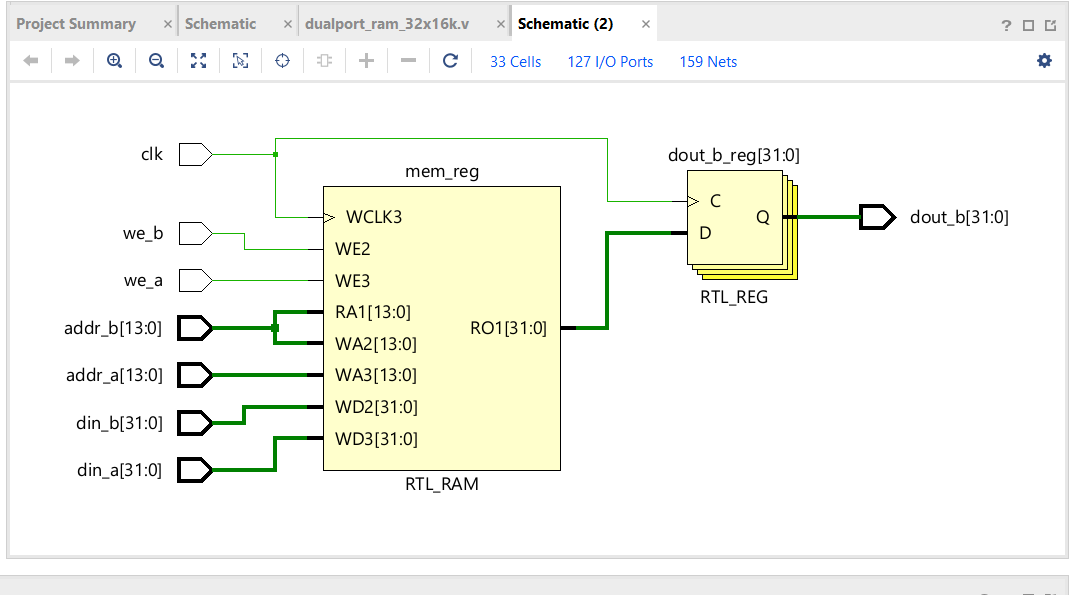 Project Summary × Schematic × dualport_ram_32x16k.v × Schematic (2) × ?
33 Cells 127 I/O Ports 159 Nets
clk
we_b
we_a
addr_b[13:0]
addr_a[13:0]
din_b[31:0]
din_a[31:0]
mem_reg
WCLK3
WE2
WE3
RA1[13:0]
WA2[13:0]
WA3[13:0]
WD2[31:0]
WD3[31:0]
RO1[31:0]
RTL_RAM
dout_b_reg[31:0]
C
D
Q
RTL_REG
dout_b[31:0]